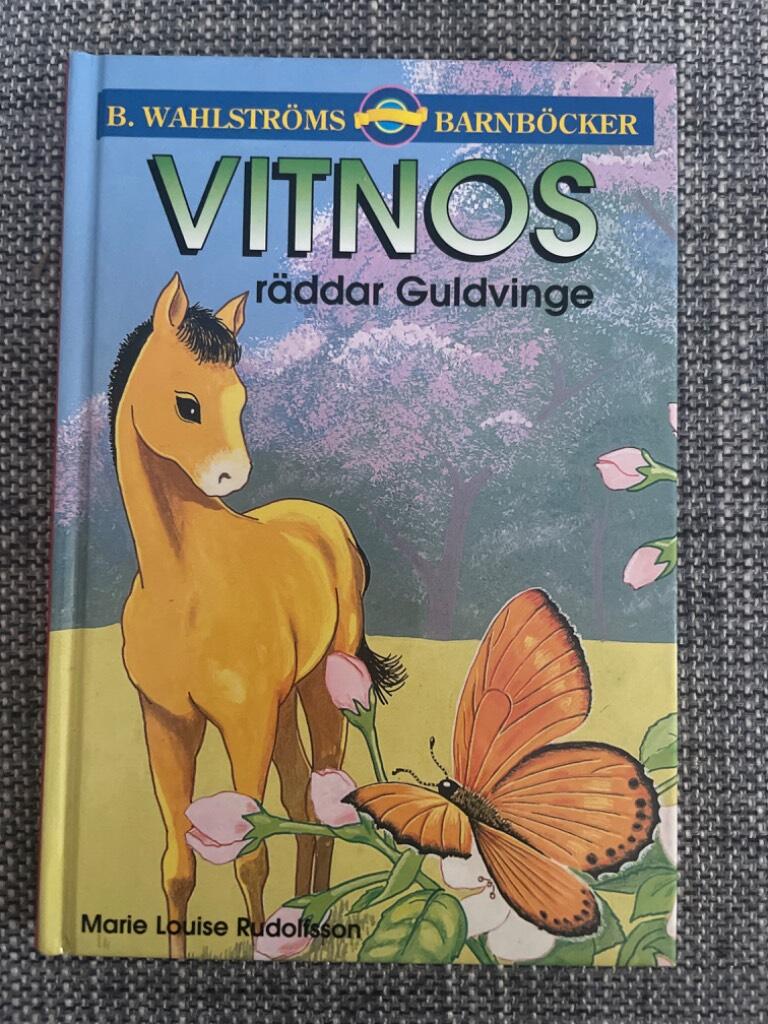 B. WAHLSTRÖMS BARNBÖCKER
VITNOS
räddar Guldvinge
Marie Louise Rudolfsson